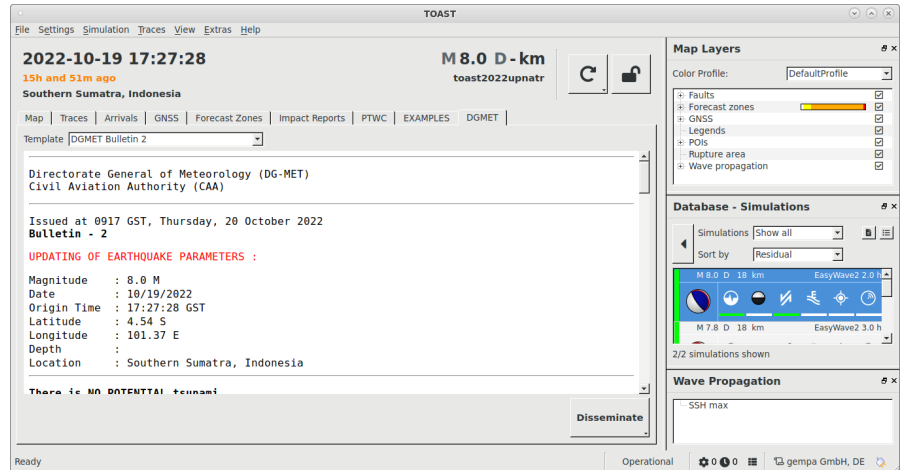 TOAST
File Settings Simulation Traces View Extras Help
2022-10-19 17:27:28
15h and 51m ago
Southern Sumatra, Indonesia
M 8.0 D - km
toast2022upnatr
Map Traces Arrivals GNSS Forecast Zones Impact Reports PTWC EXAMPLES DGMET
Template DGMET Bulletin 2
Directorate General of Meteorology (DG-MET)
Civil Aviation Authority (CAA)
Issued at 0917 GST, Thursday, 20 October 2022
Bulletin - 2
UPDATING OF EARTHQUAKE PARAMETERS :
Magnitude : 8.0 M
Date : 10/19/2022
Origin Time : 17:27:28 GST
Latitude : 4.54 S
Longitude : 101.37 E
Depth :
Location : Southern Sumatra, Indonesia
There is NO POTENTIAL tsunami
Disseminate
Map Layers
Color Profile: DefaultProfile
Faults
Forecast zones
GNSS
Legends
POIs
Rupture area
Wave propagation
Database - Simulations
Simulations Show all
Sort by Residual
M 8.0 D 18 km EasyWave2 2.0 h
M 7.8 D 18 km EasyWave2 3.0 h
2/2 simulations shown
Wave Propagation
SSH max
Ready
Operational 0 0 gempa GmbH, DE